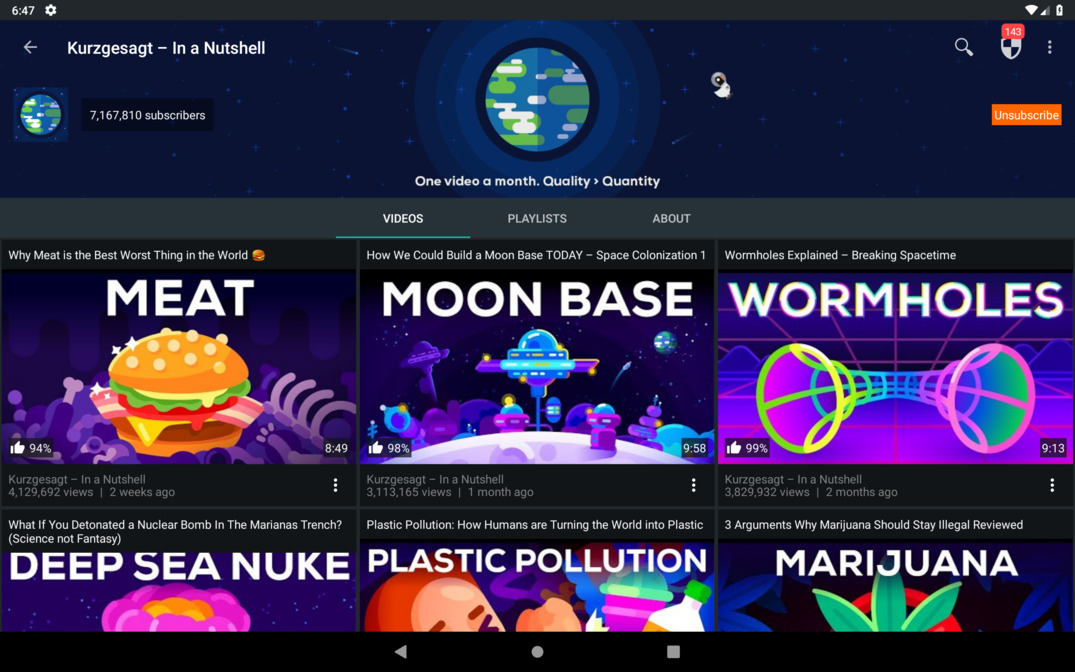 6:47
143
Kurzgesagt – In a Nutshell
7,167,810 subscribers
Unsubscribe
One video a month. Quality > Quantity
VIDEOS
PLAYLISTS
ABOUT
Why Meat is the Best Worst Thing in the World 🍔
MEAT
94%
8:49
Kurzgesagt – In a Nutshell
4,129,692 views | 2 weeks ago
How We Could Build a Moon Base TODAY – Space Colonization 1
MOON BASE
98%
9:58
Kurzgesagt – In a Nutshell
3,113,165 views | 1 month ago
Wormholes Explained – Breaking Spacetime
WORMHOLES
99%
9:13
Kurzgesagt – In a Nutshell
3,829,932 views | 2 months ago
What If You Detonated a Nuclear Bomb In The Marianas Trench?
(Science not Fantasy)
DEEP SEA NUKE
Plastic Pollution: How Humans are Turning the World into Plastic
PLASTIC POLLUTION
3 Arguments Why Marijuana Should Stay Illegal Reviewed
MARIJUANA